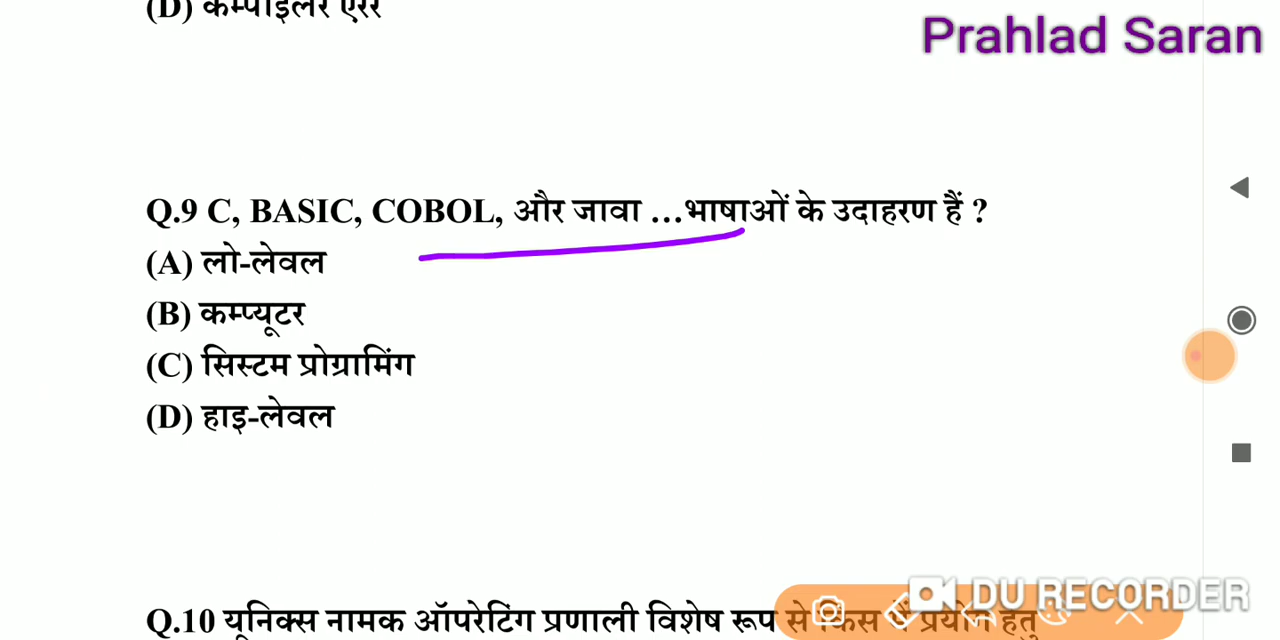 (D) कम्पाइलर एरर
Prahlad Saran
Q.9 C, BASIC, COBOL, और जावा ...भाषाओं के उदाहरण हैं ?
(A) लो-लेवल
(B) कम्प्यूटर
(C) सिस्टम प्रोग्रामिंग
(D) हाइ-लेवल
Q.10 यूनिक्स नामक ऑपरेटिंग प्रणाली विशेष रूप से किस में प्रयोग हेतु
DU RECORDER